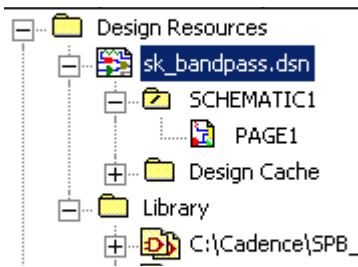 Design Resources
sk_bandpass.dsn
SCHEMATIC1
PAGE1
Design Cache
Library
C:\Cadence\SPB_